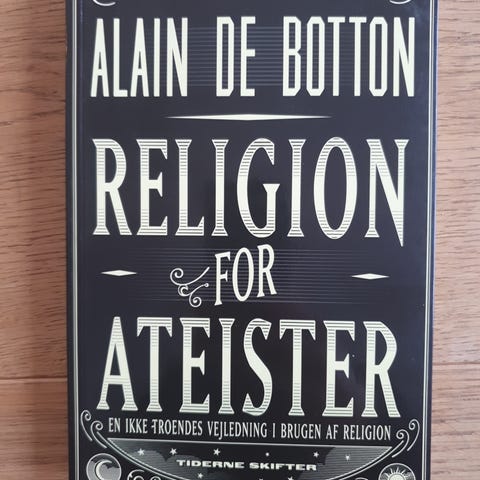 ALAIN DE BOTTON
RELIGION
FOR
ATEISTER
EN IKKE TROENDES VEJLEDNING I BRUGEN AF RELIGION
TIDERNE SKIFTER